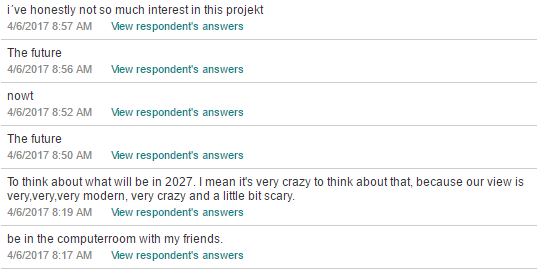 i´ve honestly not so much interest in this projekt
4/6/2017 8:57 AM View respondent's answers
The future
4/6/2017 8:56 AM View respondent's answers
nowt
4/6/2017 8:52 AM View respondent's answers
The future
4/6/2017 8:50 AM View respondent's answers
To think about what will be in 2027. I mean it's very crazy to think about that, because our view is
very,very,very modern, very crazy and a little bit scary.
4/6/2017 8:19 AM View respondent's answers
be in the computerroom with my friends.
4/6/2017 8:17 AM View respondent's answers